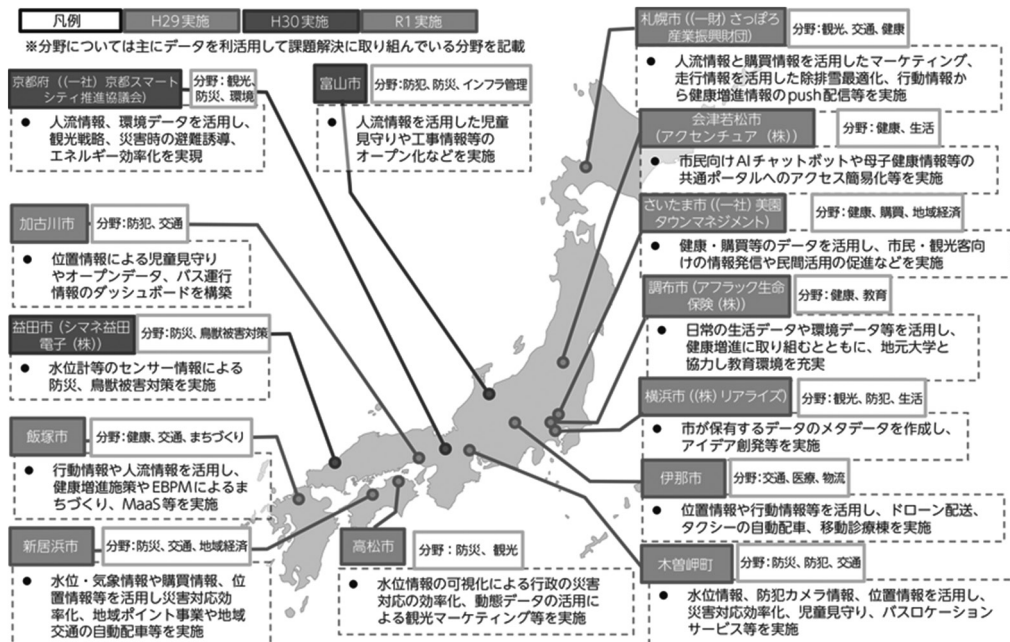 凡例
H29実施
H30実施
R1実施
※分野については主にデータを利活用して課題解決に取り組んでいる分野を記載
京都府((一社)京都スマート
シティ推進協議会)
分野:観光、
防災、環境
● 人流情報、環境データを活用し、
観光戦略、災害時の避難誘導、
エネルギー効率化を実現
富山市
分野:防犯、防災、インフラ管理
● 人流情報を活用した児童
見守りや工事情報等の
オープン化などを実施
加古川市
分野:防犯、交通
● 位置情報による児童見守り
やオープンデータ、バス運行
情報のダッシュボードを構築
益田市(シマネ益田
電子(株))
分野:防災、鳥獣被害対策
● 水位計等のセンサー情報による
防災、鳥獣被害対策を実施
飯塚市
分野:健康、交通、まちづくり
● 行動情報や人流情報を活用し、
健康増進施策やEBPMによるま
ちづくり、MaaS等を実施
新居浜市
分野:防災、交通、地域経済
● 水位・気象情報や購買情報、位
置情報等を活用し災害対応効
率化、地域ポイント事業や地域
交通の自動配車等を実施
高松市
分野:防災、観光
● 水位情報の可視化による行政の災害
対応の効率化、動態データの活用に
よる観光マーケティング等を実施
札幌市((一財)さっぽろ
産業振興財団)
分野:観光、交通、健康
● 人流情報と購買情報を活用したマーケティング、
走行情報を活用した除排雪最適化、行動情報か
ら健康増進情報のpush配信等を実施
会津若松市
(アクセンチュア(株))
分野:健康、生活
● 市民向けAIチャットボットや母子健康情報等の
共通ポータルへのアクセス簡易化等を実施
さいたま市((一社)美園
タウンマネジメント)
分野:健康、購買、地域経済
● 健康・購買等のデータを活用し、市民・観光客向
けの情報発信や民間活用の促進などを実施
調布市(アフラック生命
保険(株))
分野:健康、教育
● 日常の生活データや環境データ等を活用し、
健康増進に取り組むとともに、地元大学と
協力し教育環境を充実
横浜市((株)リアライズ)
分野:観光、防犯、生活
● 市が保有するデータのメタデータを作成し、
アイデア創発等を実施
伊那市
分野:交通、医療、物流
● 位置情報や行動情報等を活用し、ドローン配送、
タクシーの自動配車、移動診療棟を実施
木曽岬町
分野:防災、防犯、交通
● 水位情報、防犯カメラ情報、位置情報を活用し、
災害対応効率化、児童見守り、バスロケーション
サービス等を実施